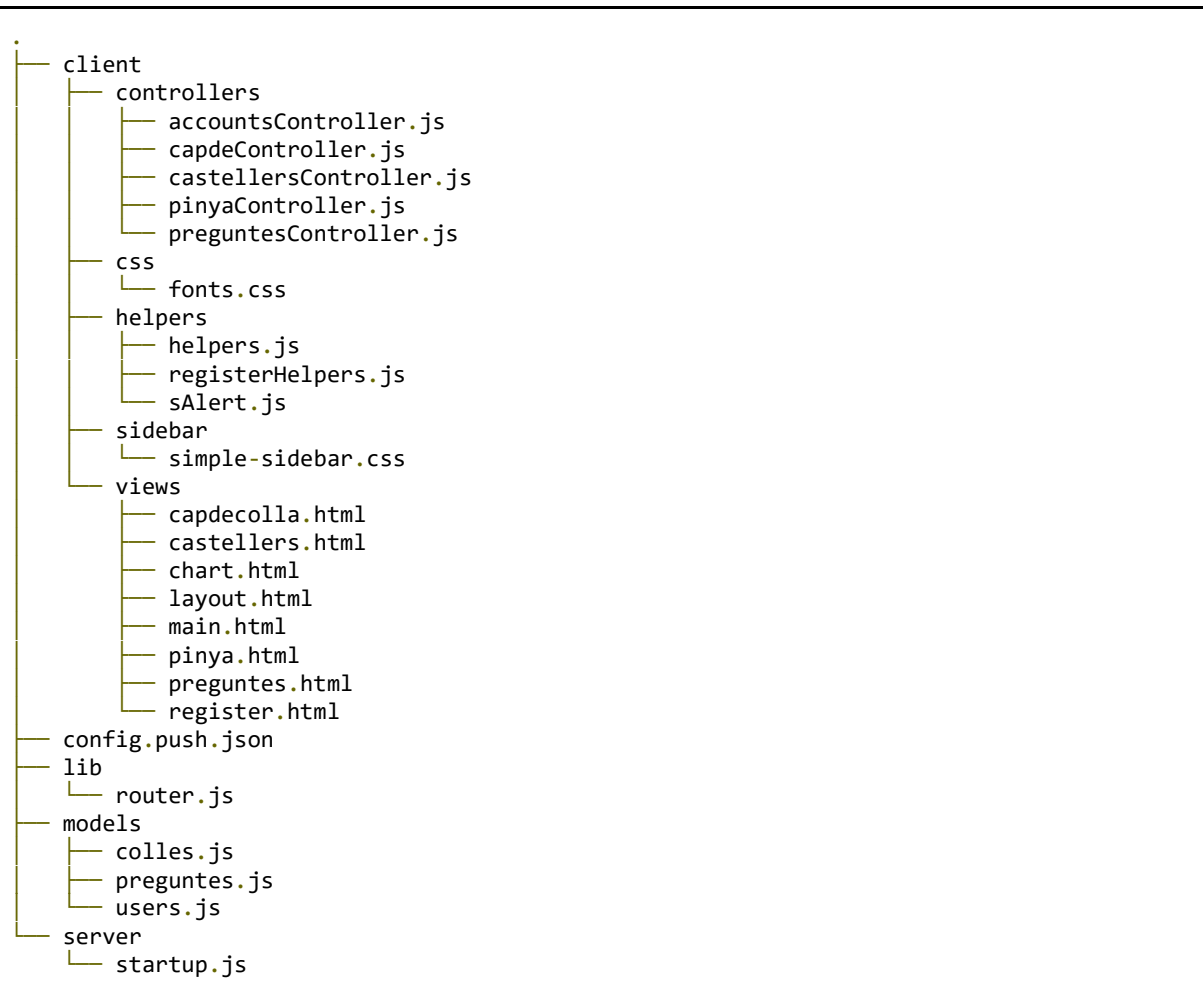 .
├── client
│   ├── controllers
│   │   ├── accountsController.js
│   │   ├── capdeController.js
│   │   ├── castellersController.js
│   │   ├── pinyaController.js
│   │   └── preguntesController.js
│   ├── css
│   │   └── fonts.css
│   ├── helpers
│   │   ├── helpers.js
│   │   ├── registerHelpers.js
│   │   └── sAlert.js
│   ├── sidebar
│   │   └── simple-sidebar.css
│   └── views
│       ├── capdecolla.html
│       ├── castellers.html
│       ├── chart.html
│       ├── layout.html
│       ├── main.html
│       ├── pinya.html
│       ├── preguntes.html
│       └── register.html
├── config.push.json
├── lib
│   └── router.js
├── models
│   ├── colles.js
│   ├── preguntes.js
│   └── users.js
└── server
    └── startup.js